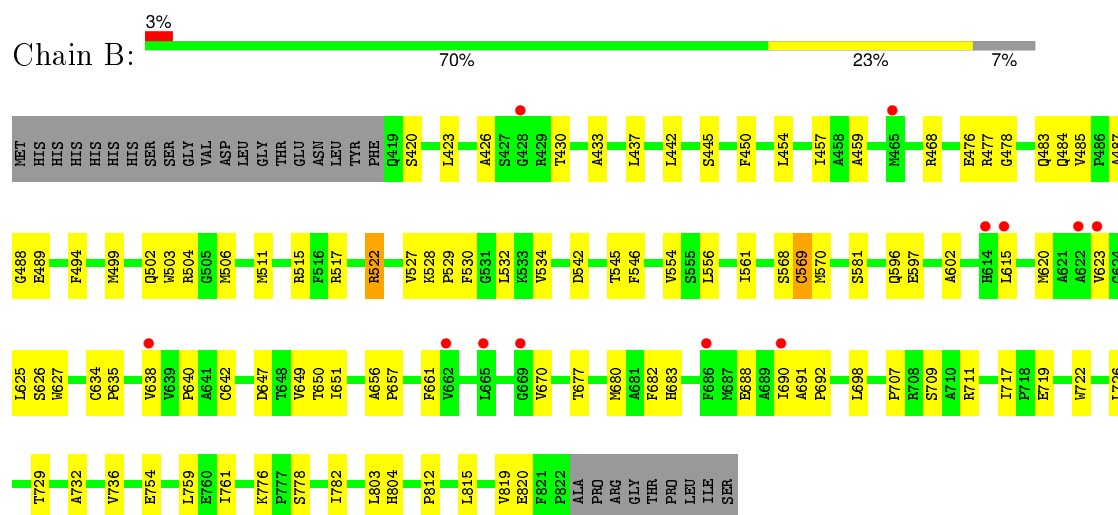 3%
Chain B:
70% 23% 7%
MET HIS HIS HIS HIS HIS HIS SER SER GLY VAL ASP LEU GLY THR GLU ASN LEU TYR PHE Q419 S420 L423 A426 S427 G428 R429 T430 A433 L437 L442 S445 F450 L454 I457 A458 A459 M465 R468 E476 R477 G478 Q483 Q484 V485 P486 A487
G488 E489 F494 M499 Q502 W503 R504 G505 M506 M511 R515 F516 R517 R522 V527 K528 P529 F530 G531 L532 K533 V534 D542 T545 F546 V554 S555 L556 I561 S568 C569 M570 S581 Q596 E597 A602 H614 L615 M620 A621 A622 V623 G624
L625 S626 W627 C634 P635 V638 V639 P640 A641 C642 D647 T648 V649 T650 I651 A656 P657 F661 V662 L665 G669 V670 T677 M680 A681 F682 H683 F686 M687 E688 A689 I690 A691 P692 L698 P707 R708 S709 A710 R711 I717 P718 E719 W722 L726
T729 A732 V736 E754 L759 E760 I761 K776 P777 S778 I782 L803 H804 P812 L815 V819 E820 F821 P822 ALA PRO ARG GLY THR PRO LEU ILE SER